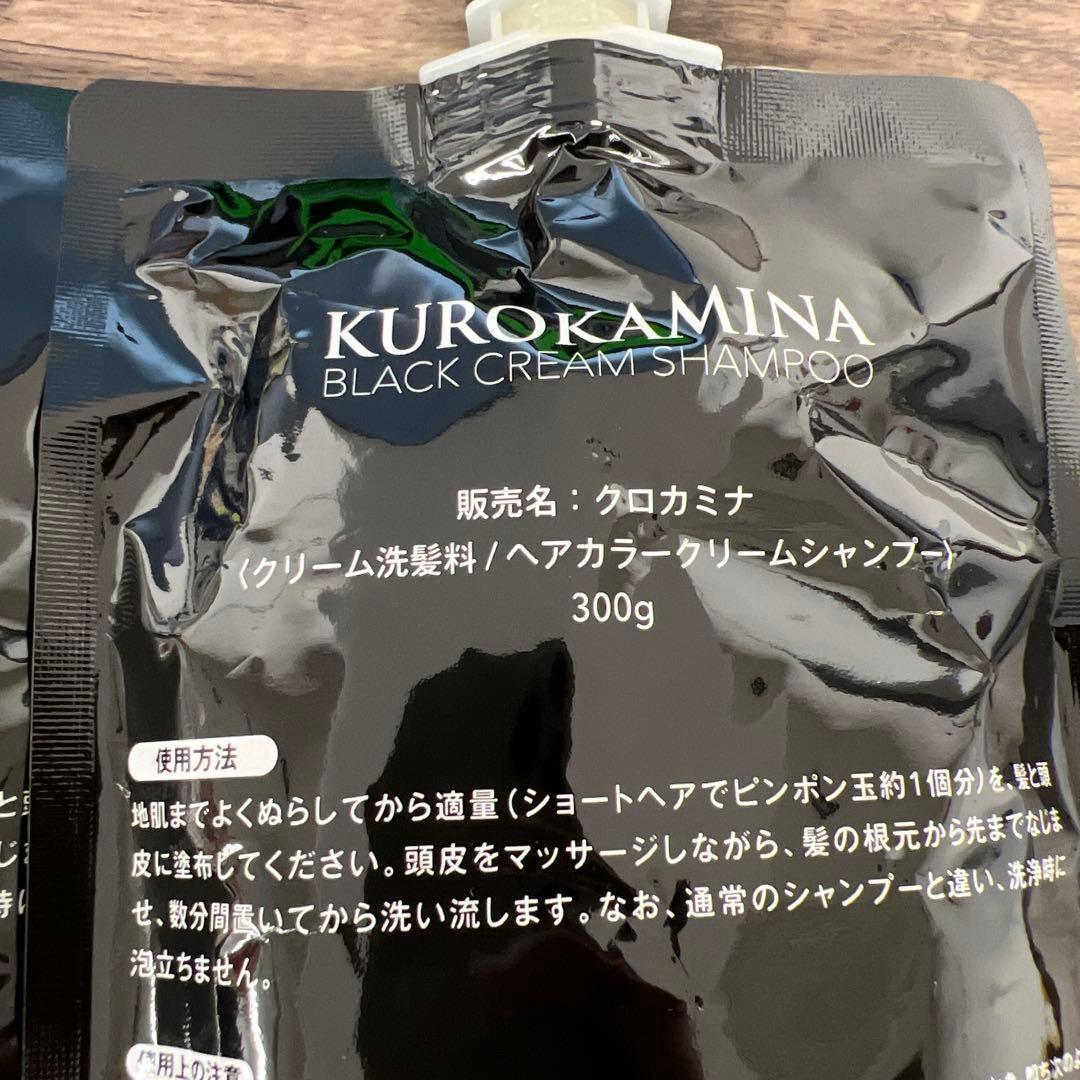 KUROKAMINA
BLACK CREAM SHAMPOO
販売名：クロカミナ
〈クリーム洗髪料/ヘアカラークリームシャンプー〉
300g
使用方法
地肌までよくぬらしてから適量(ショートヘアでピンポン玉約1個分)を、髪と頭
皮に塗布してください。頭皮をマッサージしながら、髪の根元から先までなじま
せ、数分間置いてから洗い流します。なお、通常のシャンプーと違い、洗浄時に
泡立ちません。
使用上の注意